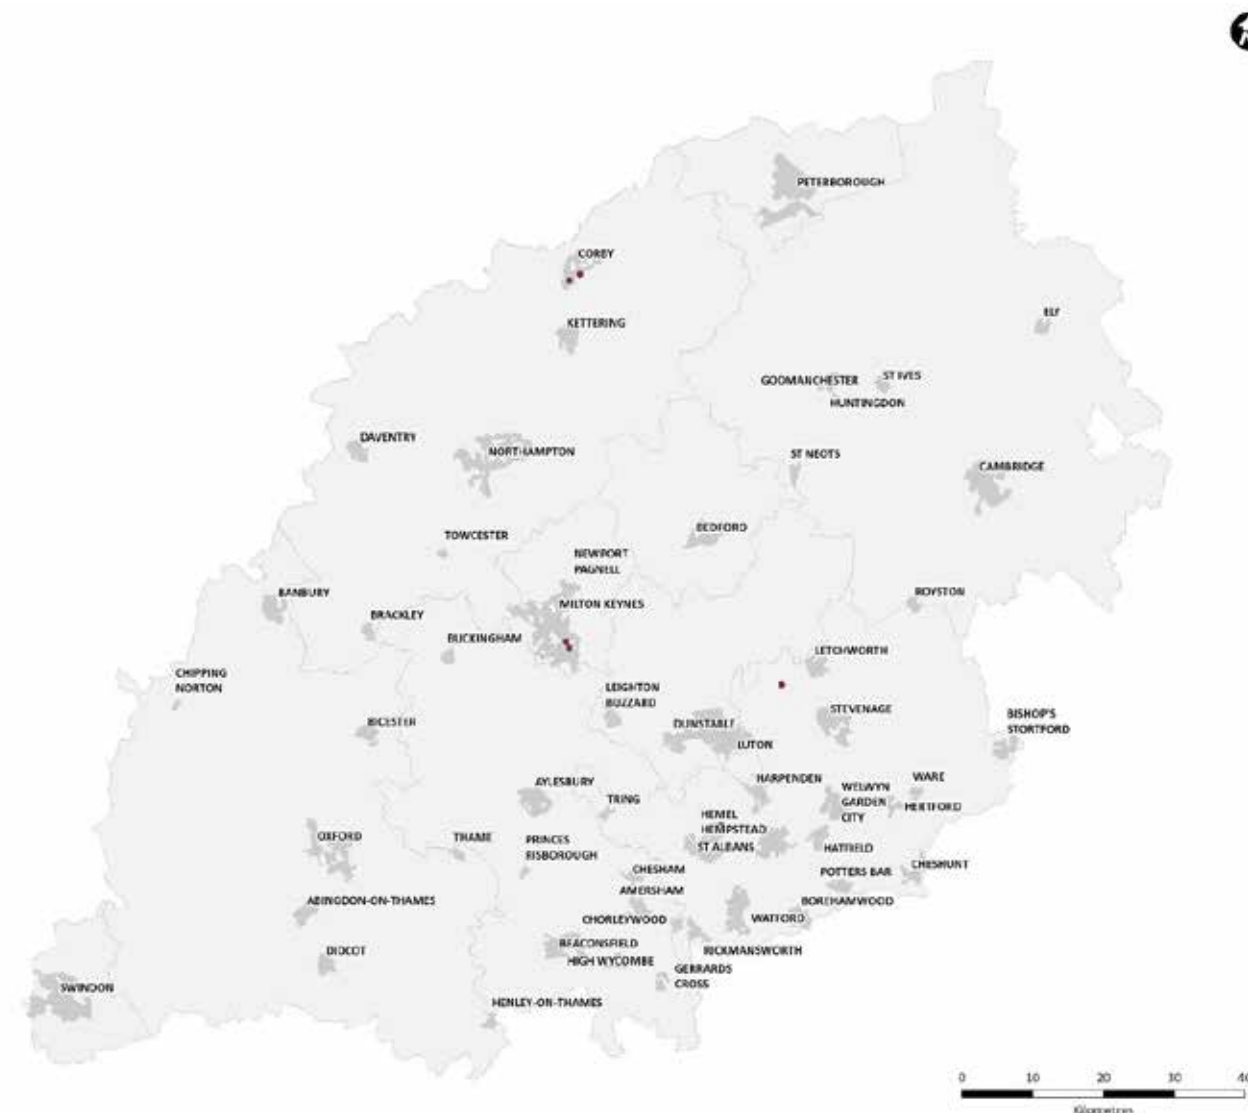 PETERBOROUGH
CORBY
KETTERING
ELY
GODMANCHESTER
ST IVES
HUNTINGDON
DAVENTRY
NORTHAMPTON
ST NEOTS
CAMBRIDGE
TOWCESTER
BEDFORD
NEWPORT
PAGNELL
BANBURY
MILTON KEYNES
ROYSTON
BRACKLEY
BUCKINGHAM
LETCHWORTH
CHIPPING
NORTON
LEIGHTON
BUZZARD
BICESTER
DUNSTABLE
STEVENAGE
BISHOP'S
STORTFORD
LUTON
AYLESBURY
HARPENDEN
WARE
TRING
WELWYN
GARDEN
CITY
HERTFORD
HEMEL
HEMPSTEAD
OXFORD
THAME
PRINCES
RISBOROUGH
ST ALBANS
HATFIELD
CHESHAM
POTTERS BAR
CHESHUNT
AMERSHAM
ABINGDON-ON-THAMES
BOREHAMWOOD
CHORLEYWOOD
WATFORD
DIDCOT
BEACONSFIELD
RICKMANSWORTH
HIGH WYCOMBE
GERRARDS
CROSS
SWINDON
HENLEY-ON-THAMES
0 10 20 30 40
Kilometres